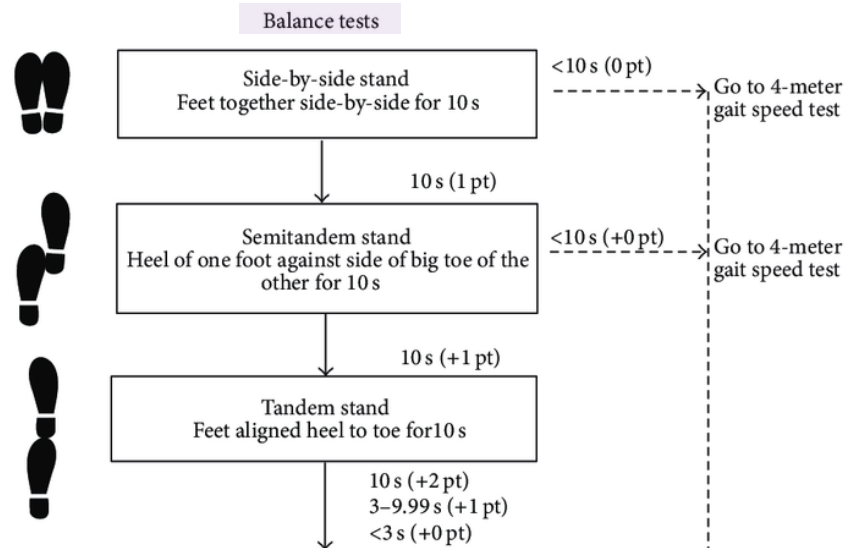 Balance tests
Side-by-side stand
Feet together side-by-side for 10 s
<10 s (0 pt)
Go to 4-meter
gait speed test
10 s (1 pt)
Semitandem stand
Heel of one foot against side of big toe of the
other for 10 s
<10 s (+0 pt)
Go to 4-meter
gait speed test
10 s (+1 pt)
Tandem stand
Feet aligned heel to toe for10 s
10 s (+2 pt)
3–9.99 s (+1 pt)
<3 s (+0 pt)